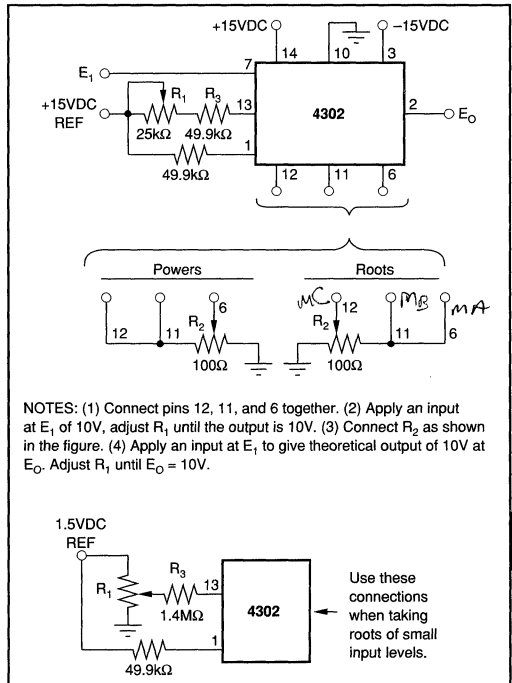 +15VDC
–15VDC
14
10
3
E₁
7
+15VDC
REF
R₁
R₃
13
25kΩ
49.9kΩ
4302
2
E_O
1
49.9kΩ
12
11
6
Powers
Roots
6
MC
12
MB
MA
R₂
R₂
12
11
11
6
100Ω
100Ω
NOTES: (1) Connect pins 12, 11, and 6 together. (2) Apply an input
at E₁ of 10V, adjust R₁ until the output is 10V. (3) Connect R₂ as shown
in the figure. (4) Apply an input at E₁ to give theoretical output of 10V at
E_O. Adjust R₁ until E_O = 10V.
1.5VDC
REF
R₁
R₃
13
1.4MΩ
4302
1
49.9kΩ
Use these
connections
when taking
roots of small
input levels.